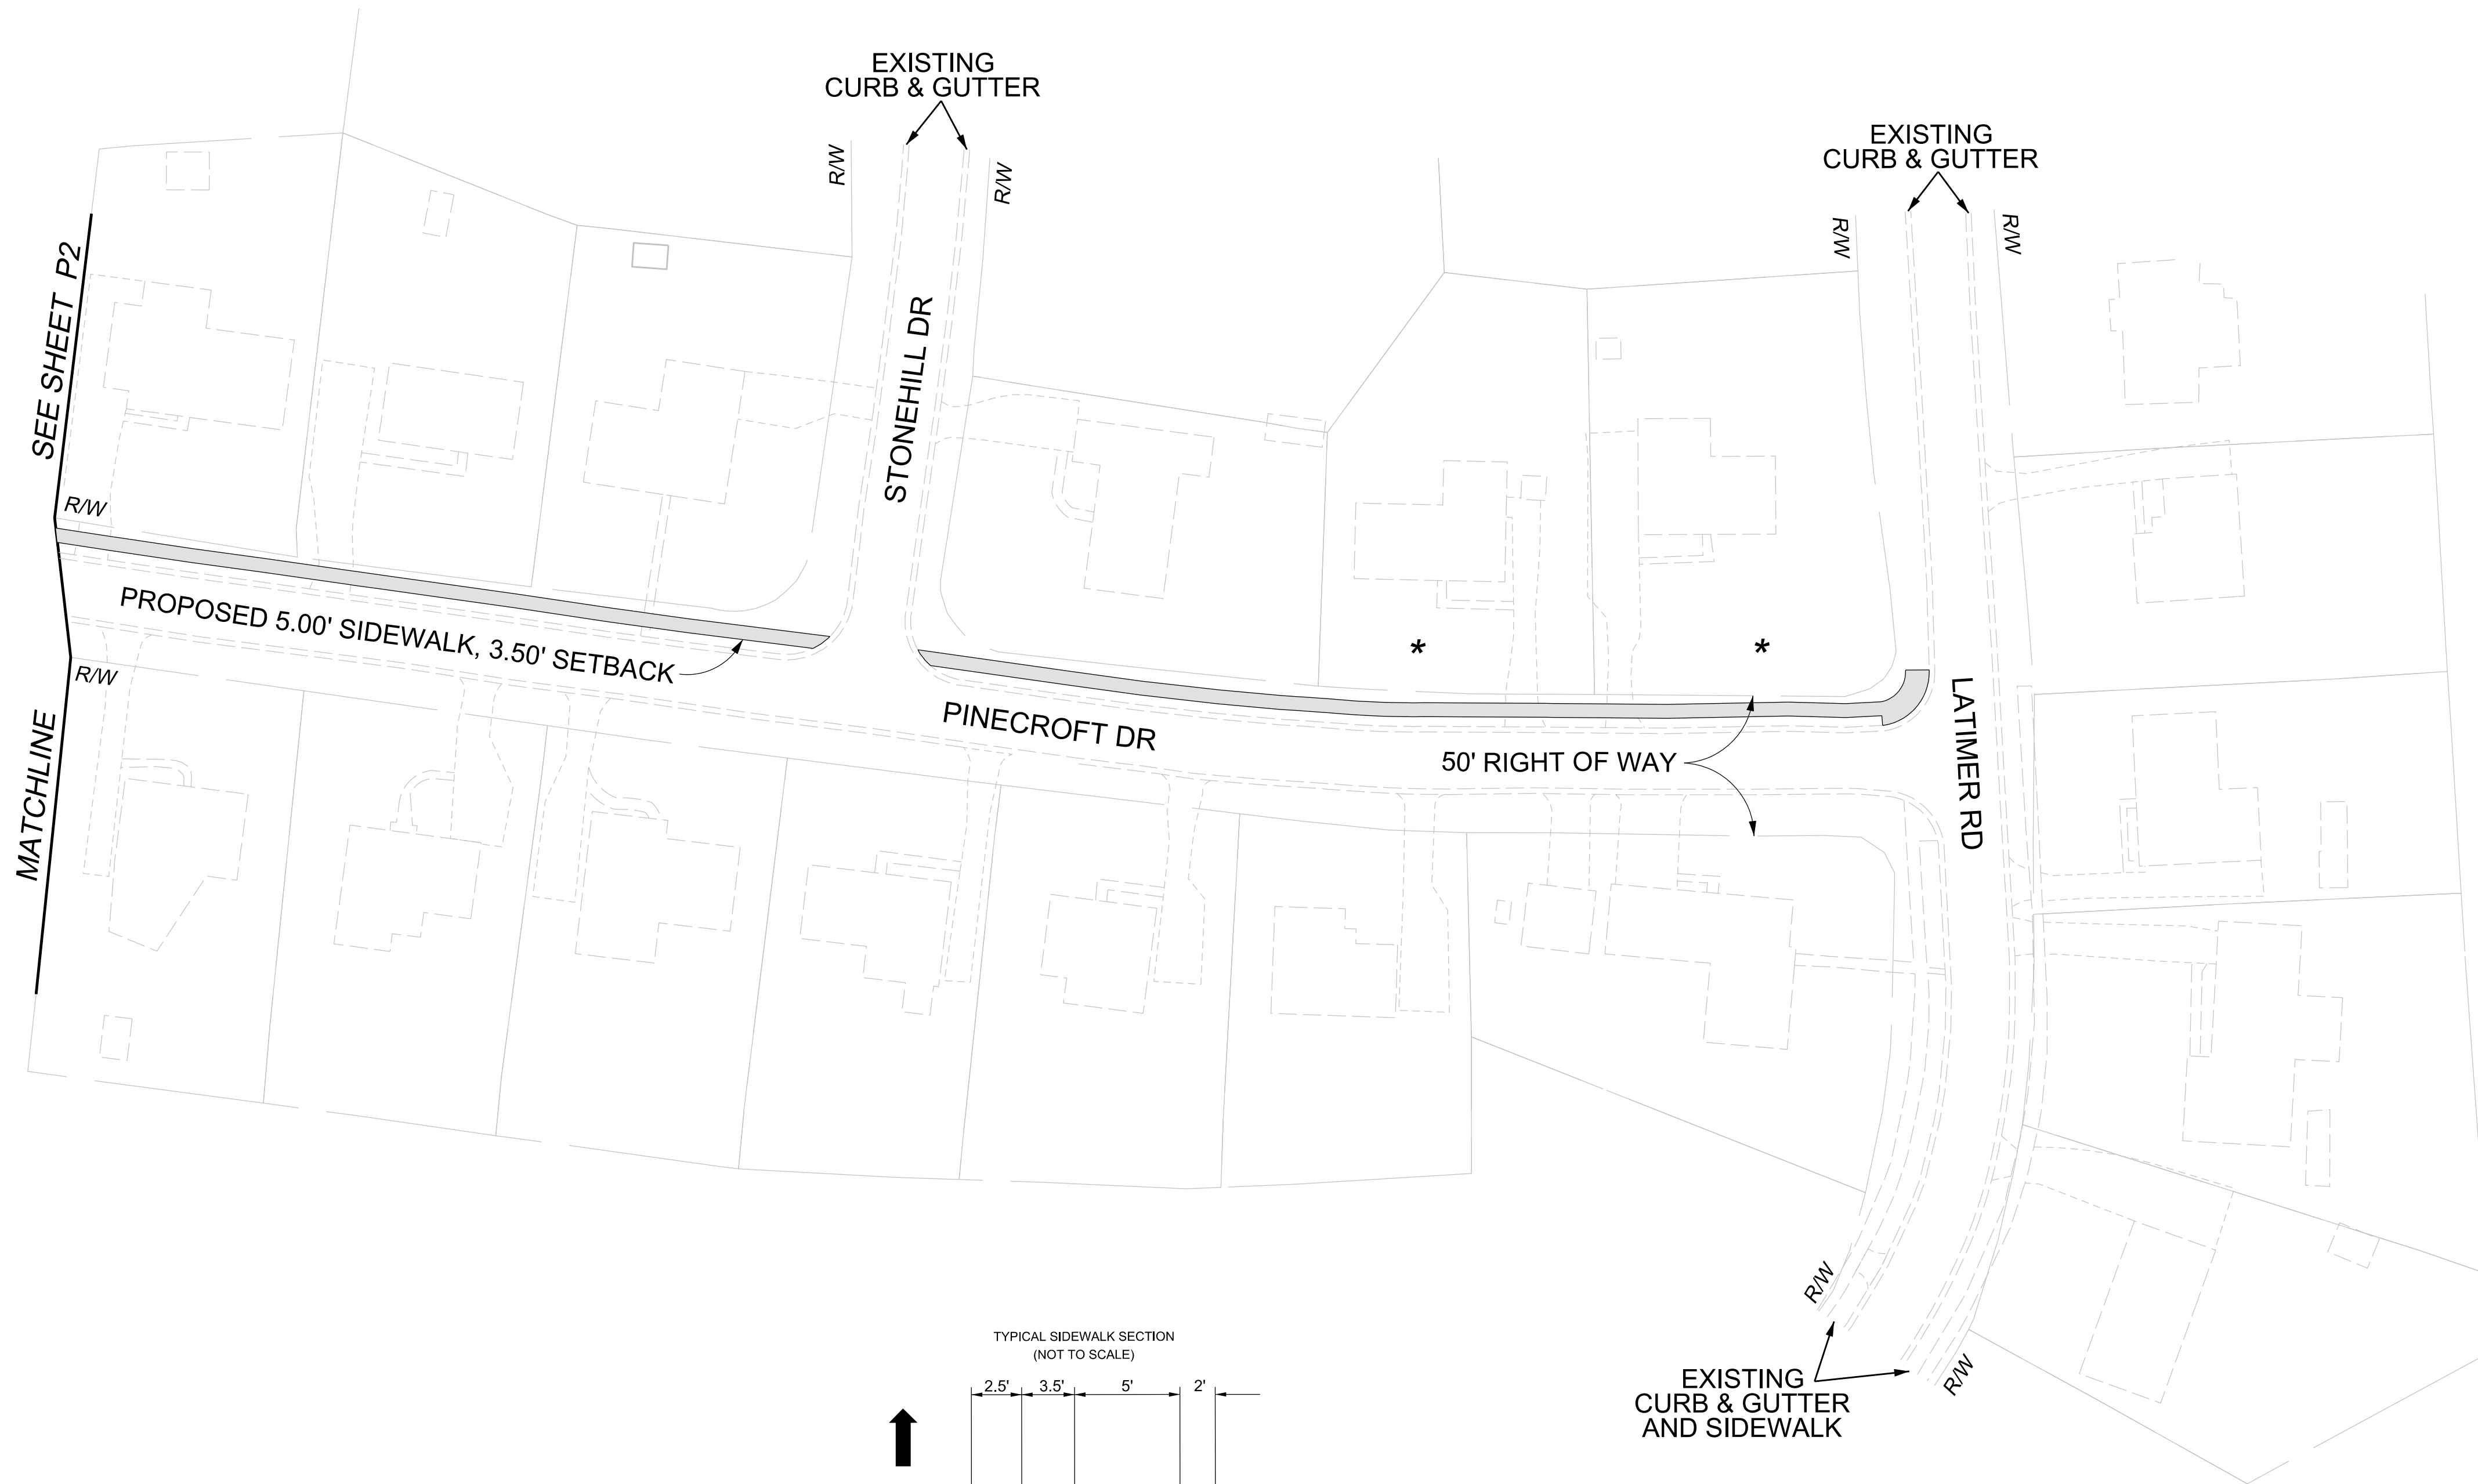 EXISTING
CURB & GUTTER
EXISTING
CURB & GUTTER
R/W
R/W
R/W
R/W
SEE SHEET P2
STONEHILL DR
R/W
PROPOSED 5.00' SIDEWALK, 3.50' SETBACK
*
*
R/W
PINECROFT DR
50' RIGHT OF WAY
LATIMER RD
MATCHLINE
R/W
R/W
TYPICAL SIDEWALK SECTION
(NOT TO SCALE)
2.5' 3.5' 5' 2'
EXISTING
CURB & GUTTER
AND SIDEWALK